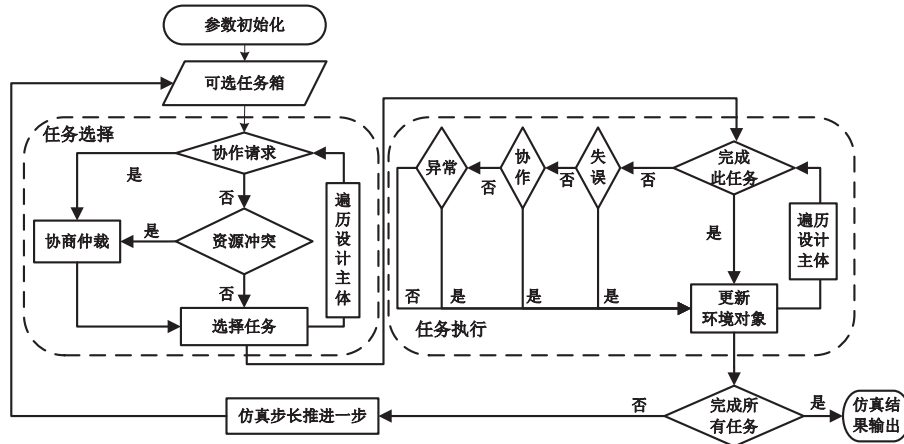 参数初始化
可选任务箱
任务选择
协作请求
是
否
遍
历
设
计
主
体
协商仲裁
是
资源冲突
否
选择任务
异常
否
协
作
否
失
误
否
完成
此任务
是
遍历
设计
主体
否
是
是
是
更新
环境对象
任务执行
仿真步长推进一步
否
完成所
有任务
是
仿真结
果输出